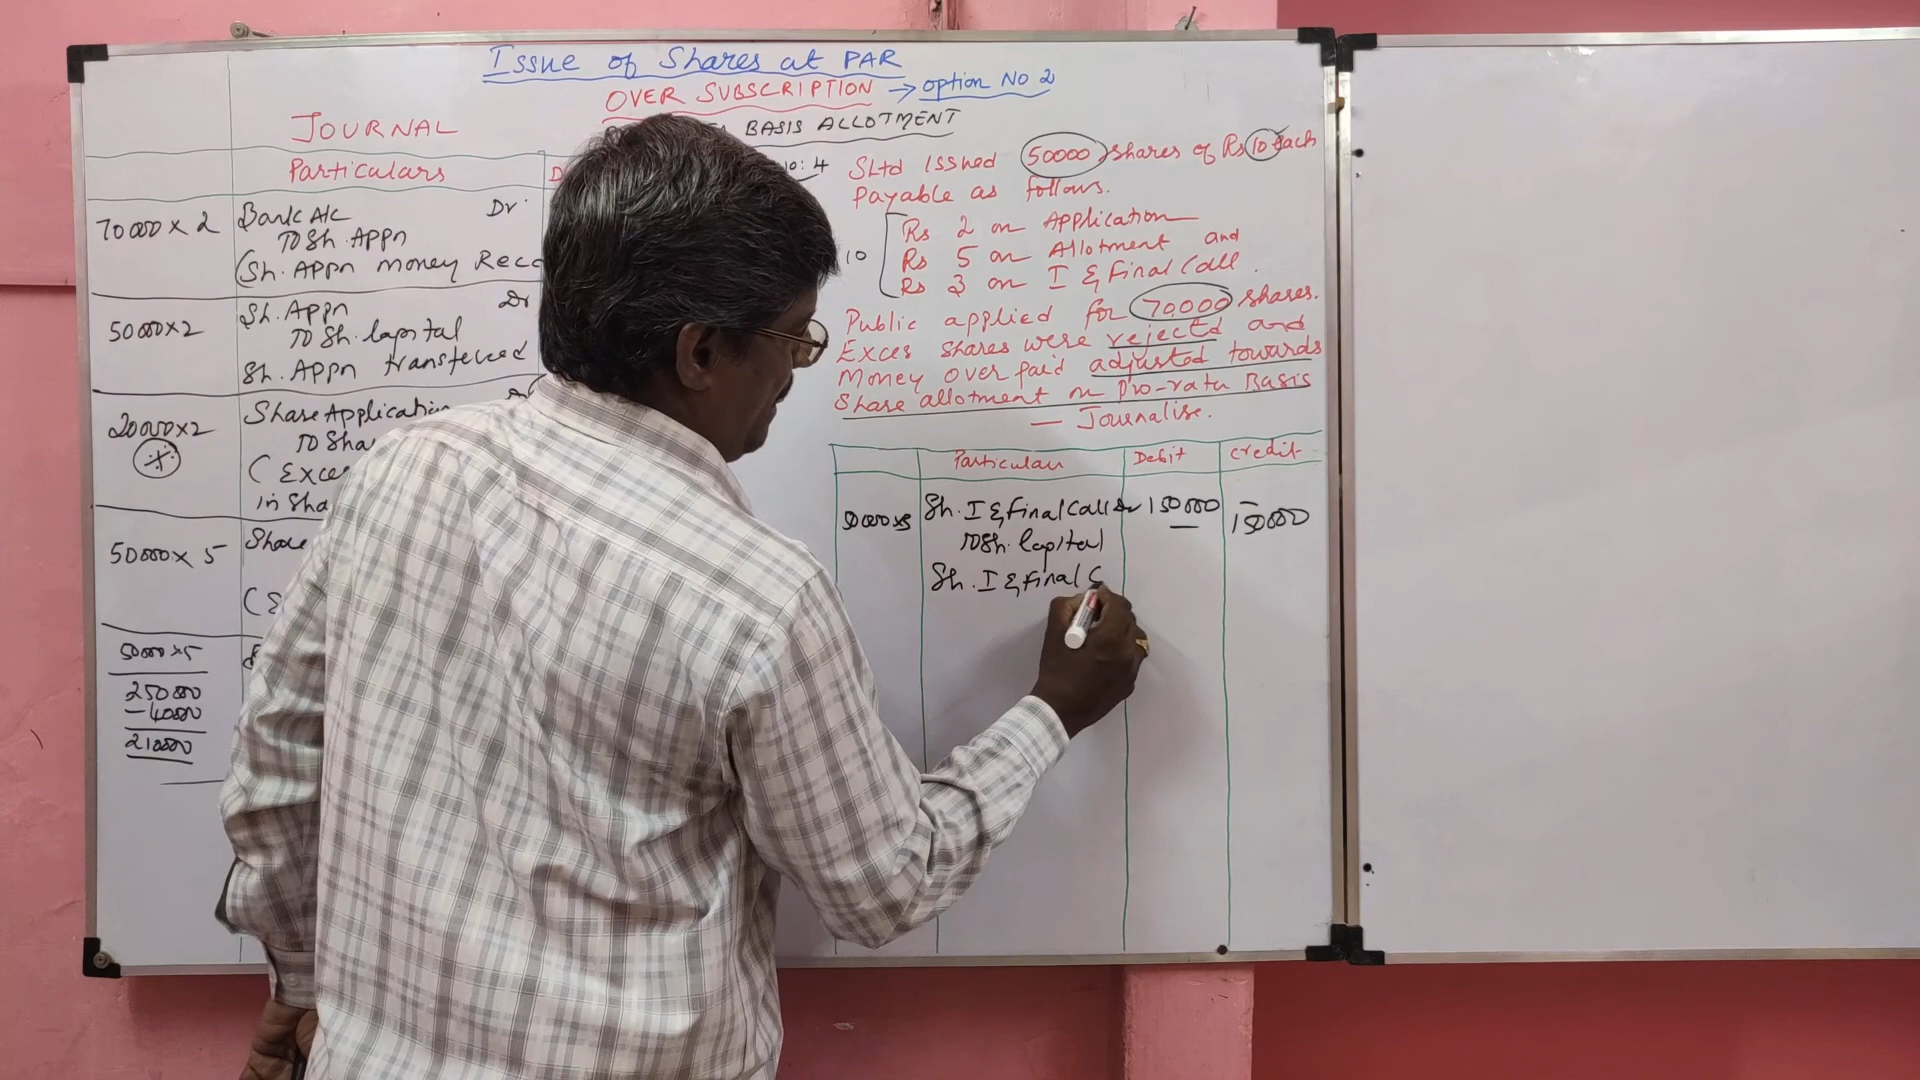 Issue of Shares at PAR
OVER SUBSCRIPTION → option No 2
BASIS ALLOTMENT
JOURNAL
Particulars
70000 x 2 Bank A/c Dr.
To Sh. Appn
(Sh. Appn money Rec
50000 x 2 Sh. Appn Dr
To Sh. Capital
Sh. Appn transferred
20000 x 2 Share Application
To Sha
( Exce
in Sha
50000 x 5 Share
50000 x 5
250000
- 40000
210000
: 4
SLtd Issued 50000 shares of Rs 10 each
Payable as follows.
10
Rs 2 on Application
Rs 5 on Allotment and
Rs 3 on I & Final Call.
Public applied for 70,000 shares.
Exces shares were rejected and
Money over paid adjusted towards
Share allotment on pro-rata Basis
— Journalise.
Particulars Debit Credit
50000 x 3 Sh. I & Final Call Dr 150000 150000
To Sh. Capital
Sh. I & Final C